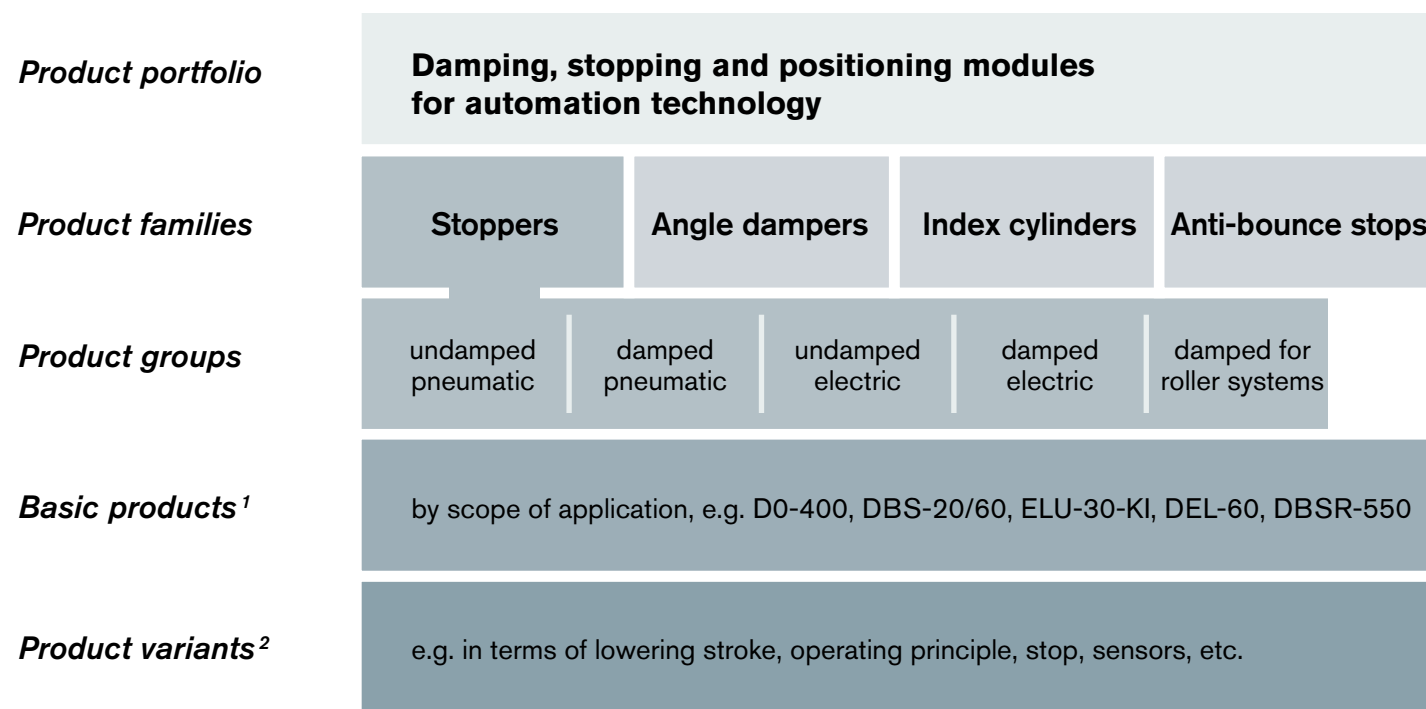 Product portfolio
Damping, stopping and positioning modules
for automation technology
Product families
Stoppers
Angle dampers
Index cylinders
Anti-bounce stops
Product groups
undamped
pneumatic
damped
pneumatic
undamped
electric
damped
electric
damped for
roller systems
Basic products ¹
by scope of application, e.g. D0-400, DBS-20/60, ELU-30-KI, DEL-60, DBSR-550
Product variants ²
e.g. in terms of lowering stroke, operating principle, stop, sensors, etc.